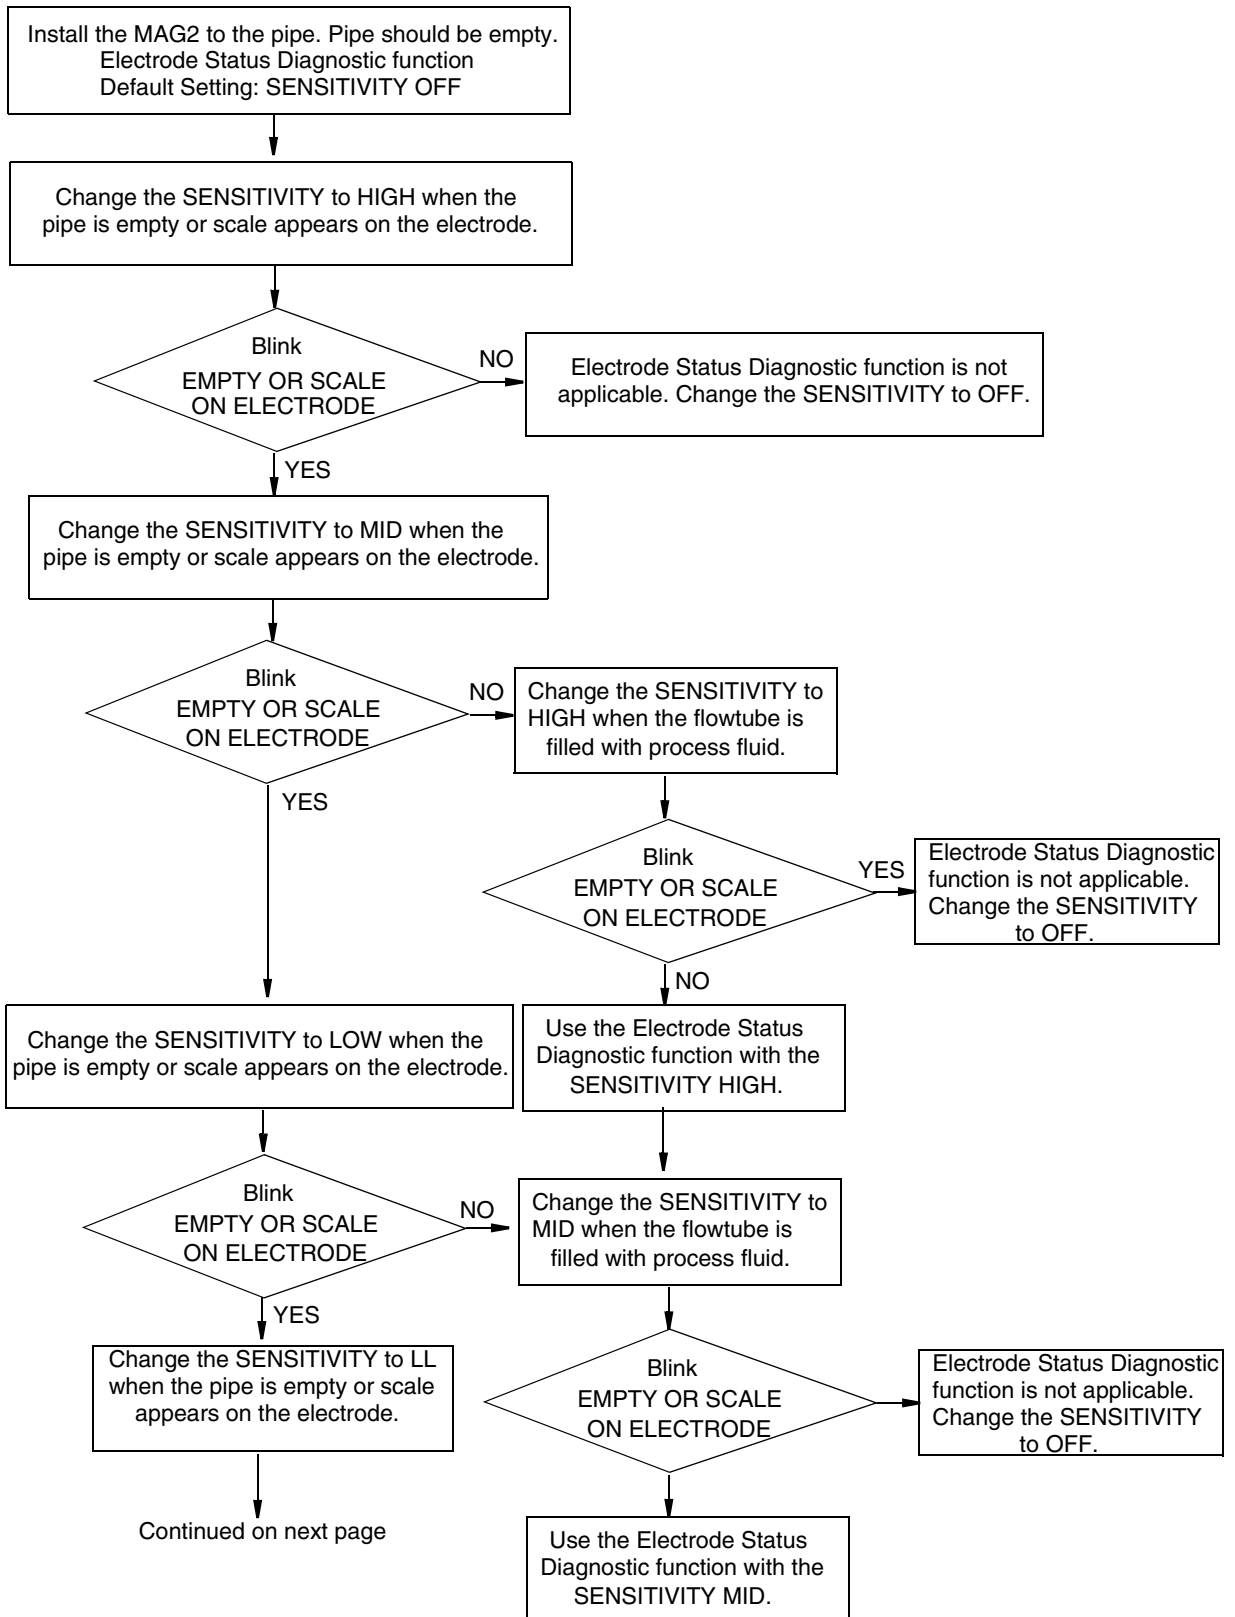 Install the MAG2 to the pipe. Pipe should be empty.
Electrode Status Diagnostic function
Default Setting: SENSITIVITY OFF
Change the SENSITIVITY to HIGH when the
pipe is empty or scale appears on the electrode.
Blink
EMPTY OR SCALE
ON ELECTRODE
NO
Electrode Status Diagnostic function is not
applicable. Change the SENSITIVITY to OFF.
YES
Change the SENSITIVITY to MID when the
pipe is empty or scale appears on the electrode.
Blink
EMPTY OR SCALE
ON ELECTRODE
NO
Change the SENSITIVITY to
HIGH when the flowtube is
filled with process fluid.
YES
Blink
EMPTY OR SCALE
ON ELECTRODE
YES
Electrode Status Diagnostic
function is not applicable.
Change the SENSITIVITY
to OFF.
NO
Change the SENSITIVITY to LOW when the
pipe is empty or scale appears on the electrode.
Use the Electrode Status
Diagnostic function with the
SENSITIVITY HIGH.
Blink
EMPTY OR SCALE
ON ELECTRODE
NO
Change the SENSITIVITY to
MID when the flowtube is
filled with process fluid.
YES
Change the SENSITIVITY to LL
when the pipe is empty or scale
appears on the electrode.
Blink
EMPTY OR SCALE
ON ELECTRODE
Electrode Status Diagnostic
function is not applicable.
Change the SENSITIVITY
to OFF.
Continued on next page
Use the Electrode Status
Diagnostic function with the
SENSITIVITY MID.